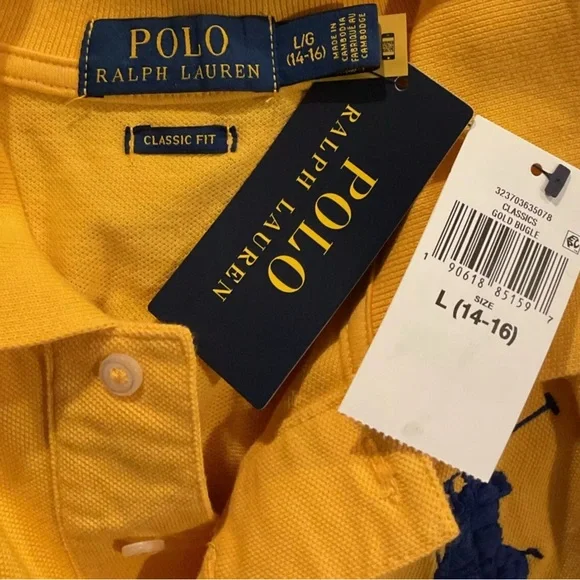 POLO
RALPH LAUREN
L/G
(14-16)
MADE IN
CAMBODIA
FABRIQUÉ AU
CAMBODGE
CLASSIC FIT
POLO
RALPH LAUREN
323703635078
CLASSICS
GOLD BUGLE
1 90618 85159 7
SIZE
L (14-16)